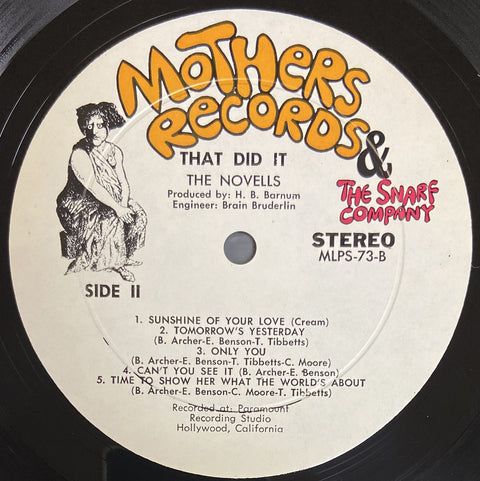 MOTHERS
RECORDS
&
THE SNARF
COMPANY
THAT DID IT
THE NOVELLS
Produced by: H. B. Barnum
Engineer: Brain Bruderlin
STEREO
MLPS-73-B
SIDE II
1. SUNSHINE OF YOUR LOVE (Cream)
2. TOMORROW'S YESTERDAY
(B. Archer-E. Benson-T. Tibbetts)
3. ONLY YOU
(B. Archer-E. Benson-T. Tibbetts-C. Moore)
4. CAN'T YOU SEE IT (B. Archer-E. Benson)
5. TIME TO SHOW HER WHAT THE WORLD'S ABOUT
(B. Archer-E. Benson-C. Moore-T. Tibbetts)
Recorded at: Paramount
Recording Studio
Hollywood, California